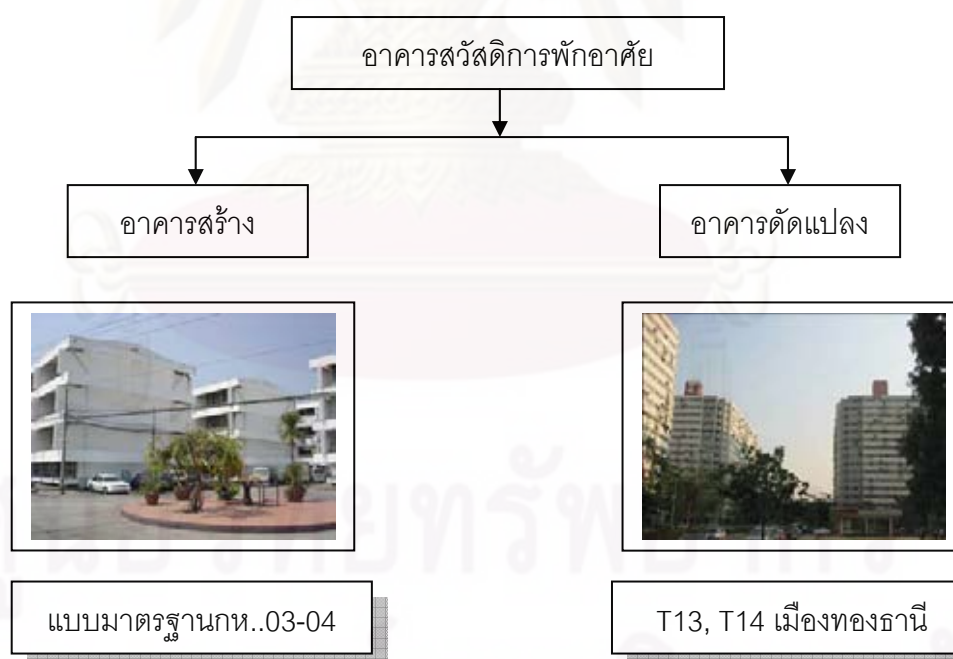 อาคารสวัสดิการพักอาศัย
อาคารสร้าง
อาคารดัดแปลง
แบบมาตรฐานกห..03-04
T13, T14 เมืองทองธานี